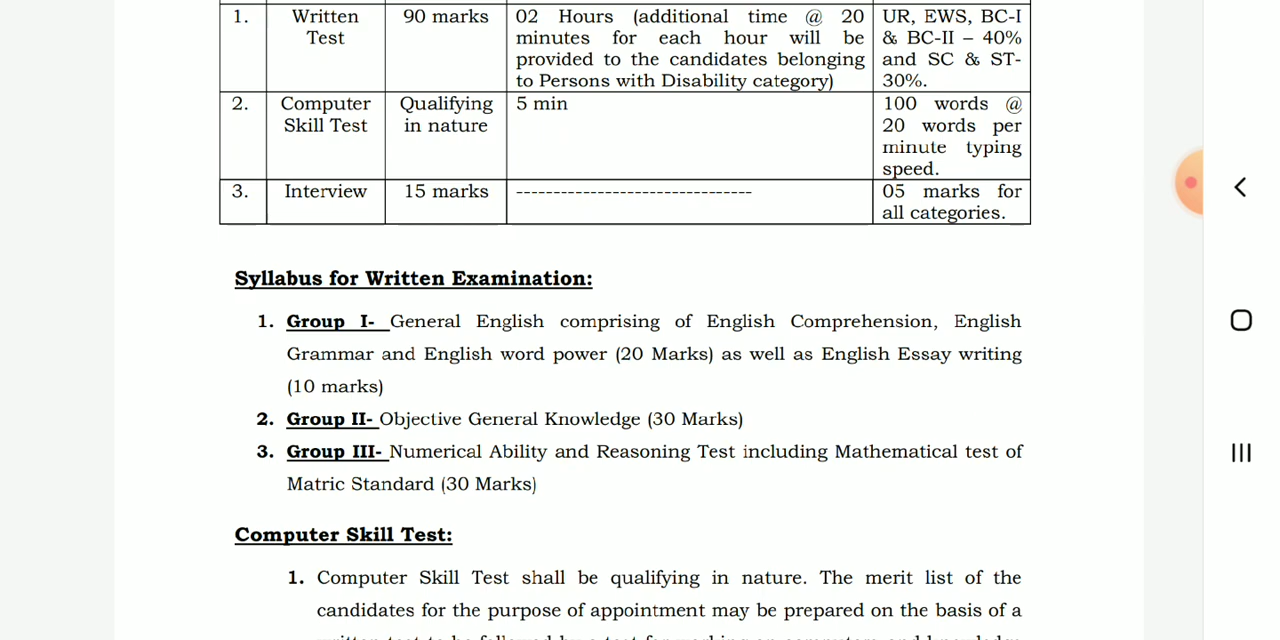 1. Written Test 90 marks 02 Hours (additional time @ 20 minutes for each hour will be provided to the candidates belonging to Persons with Disability category) UR, EWS, BC-I & BC-II – 40% and SC & ST- 30%.
2. Computer Skill Test Qualifying in nature 5 min 100 words @ 20 words per minute typing speed.
3. Interview 15 marks -------------------------------- 05 marks for all categories.
Syllabus for Written Examination:
1. Group I- General English comprising of English Comprehension, English
Grammar and English word power (20 Marks) as well as English Essay writing
(10 marks)
2. Group II- Objective General Knowledge (30 Marks)
3. Group III- Numerical Ability and Reasoning Test including Mathematical test of
Matric Standard (30 Marks)
Computer Skill Test:
1. Computer Skill Test shall be qualifying in nature. The merit list of the
candidates for the purpose of appointment may be prepared on the basis of a